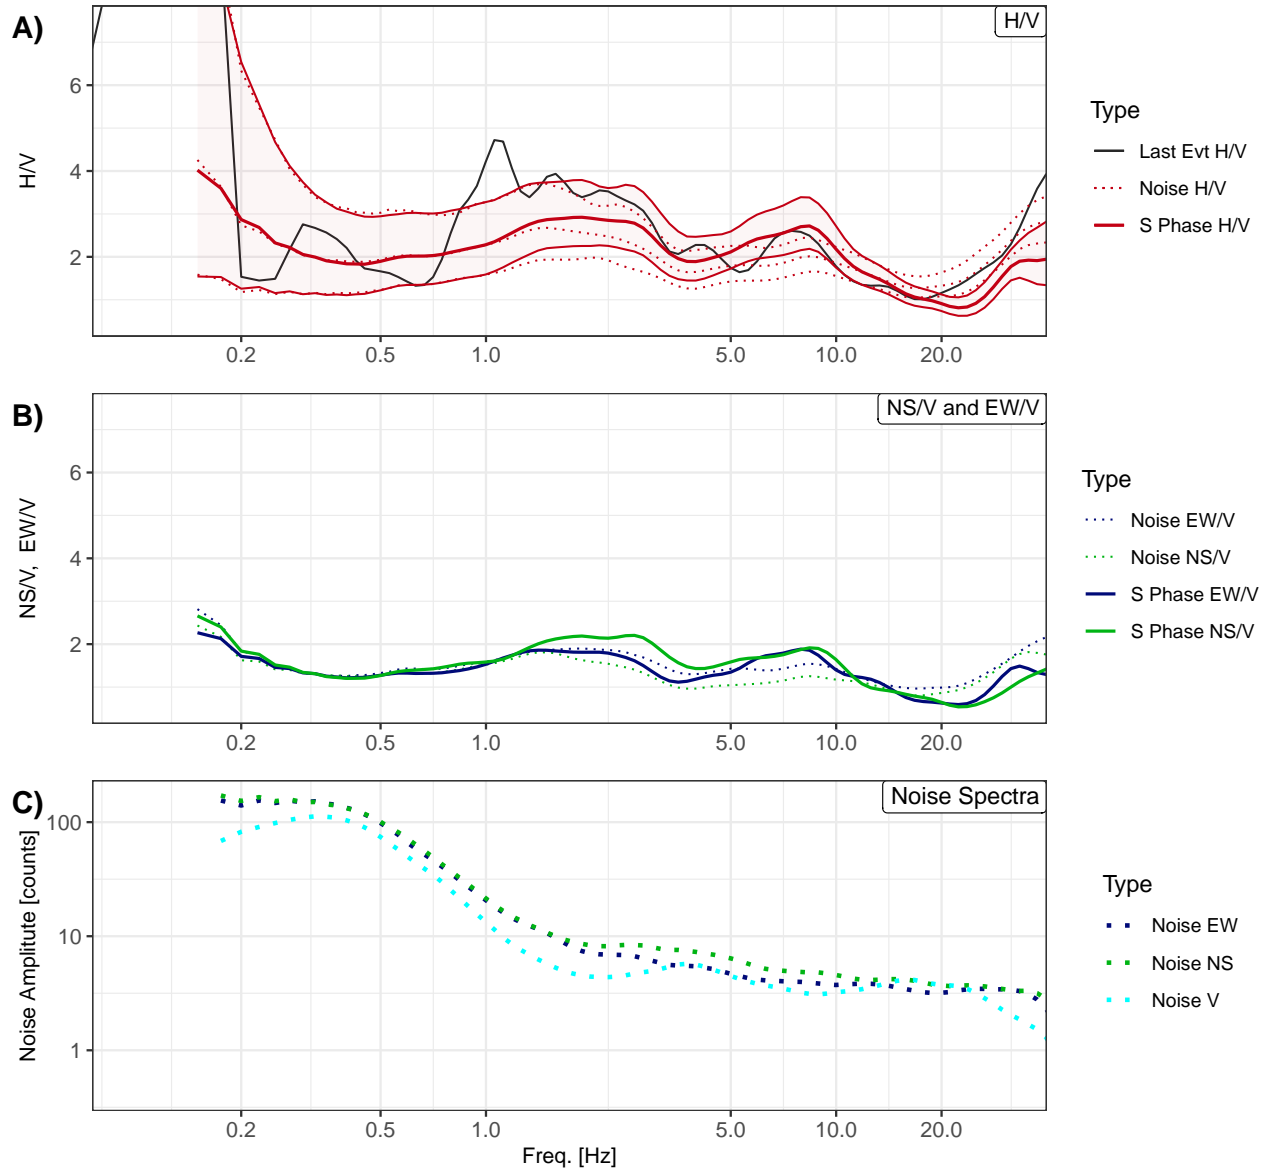 A)
H/V
6
4
2
H/V
0.2 0.5 1.0 5.0 10.0 20.0
Type
Last Evt H/V
Noise H/V
S Phase H/V
B)
NS/V and EW/V
6
4
2
NS/V, EW/V
0.2 0.5 1.0 5.0 10.0 20.0
Type
Noise EW/V
Noise NS/V
S Phase EW/V
S Phase NS/V
C)
Noise Spectra
100
10
1
Noise Amplitute [counts]
0.2 0.5 1.0 5.0 10.0 20.0
Freq. [Hz]
Type
Noise EW
Noise NS
Noise V